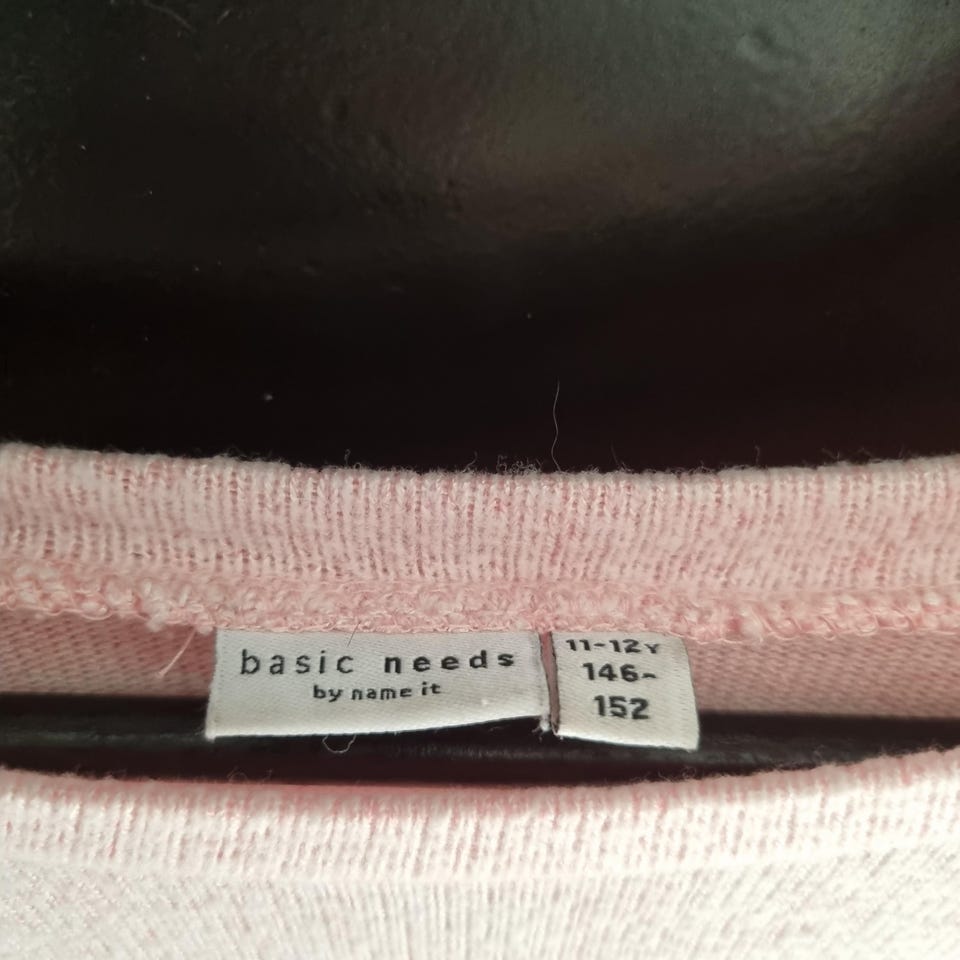 basic needs
by name it
11-12Y
146-
152